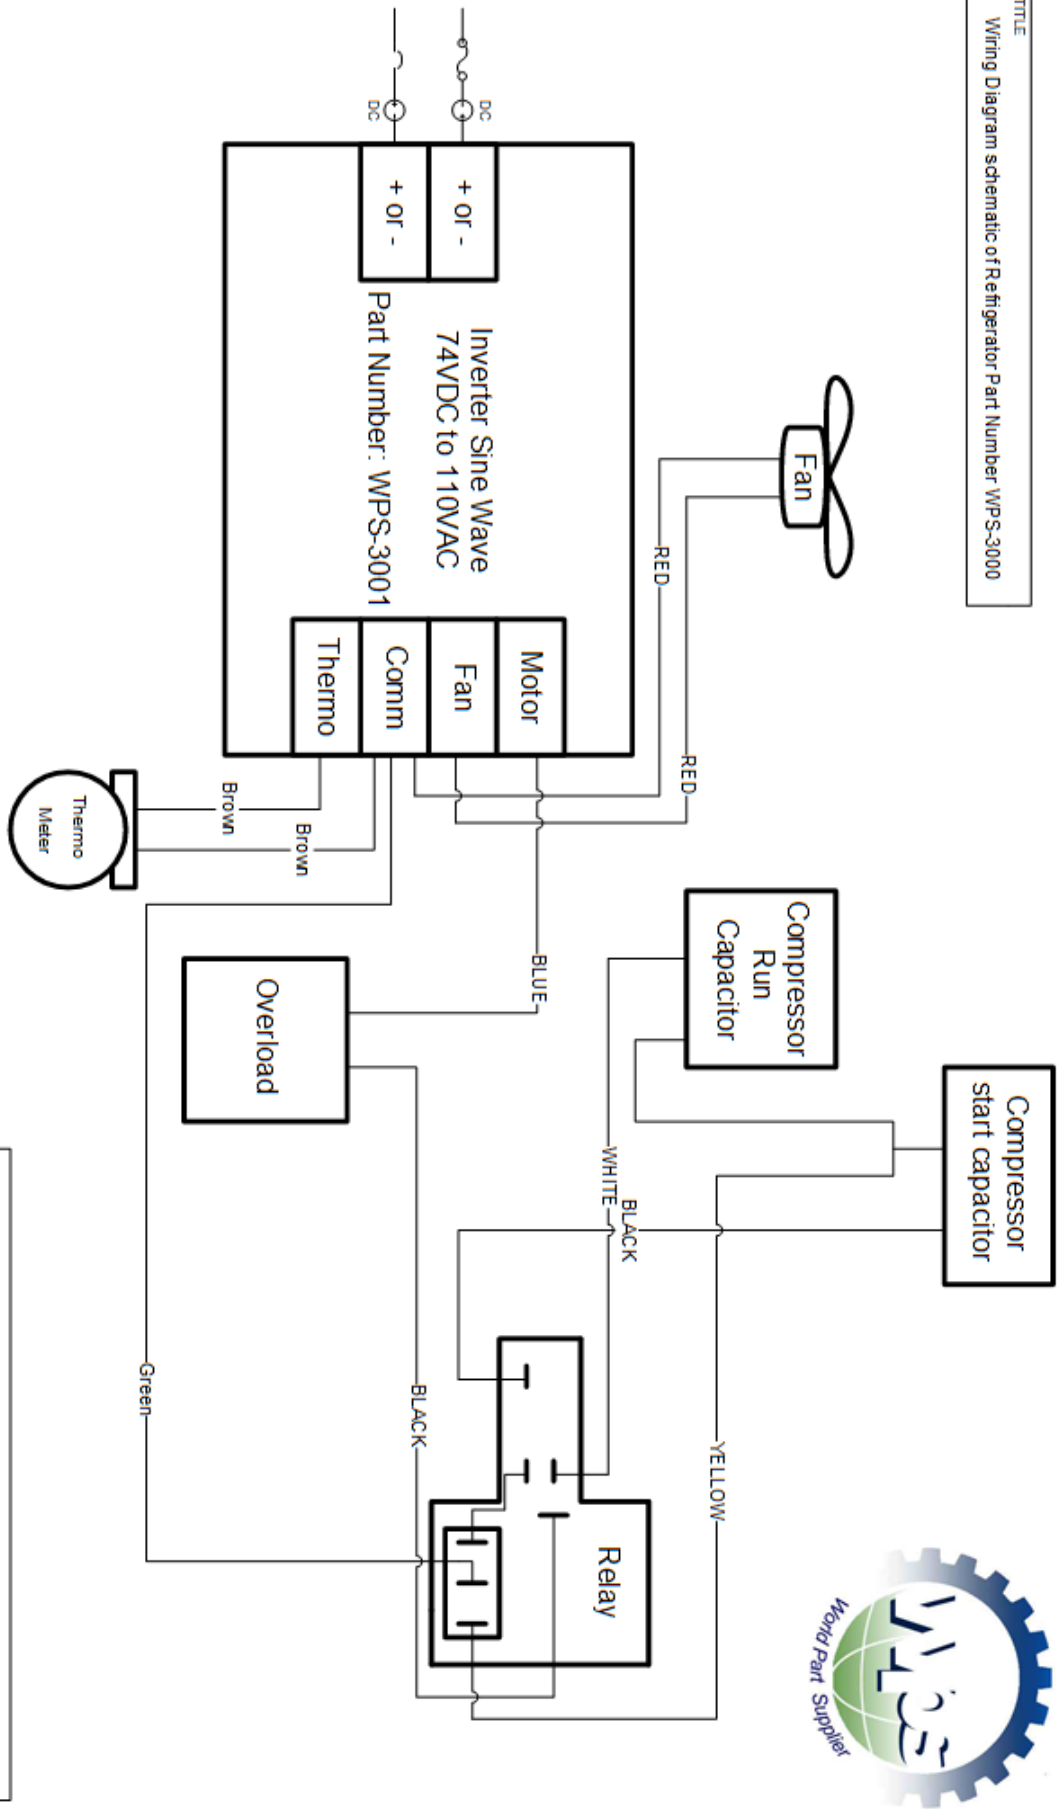 TITLE
Wiring Diagram schematic of Refrigerator Part Number WPS-3000
DC
DC
+ or -
+ or -
Inverter Sine Wave
74VDC to 110VAC
Part Number: WPS-3001
Motor
Fan
Comm
Thermo
Fan
RED
RED
Brown
Brown
Thermo
Meter
BLUE
Overload
Compressor
Run
Capacitor
Compressor
start capacitor
WHITE
BLACK
BLACK
YELLOW
Green
Relay
WPS
World Part Supplier